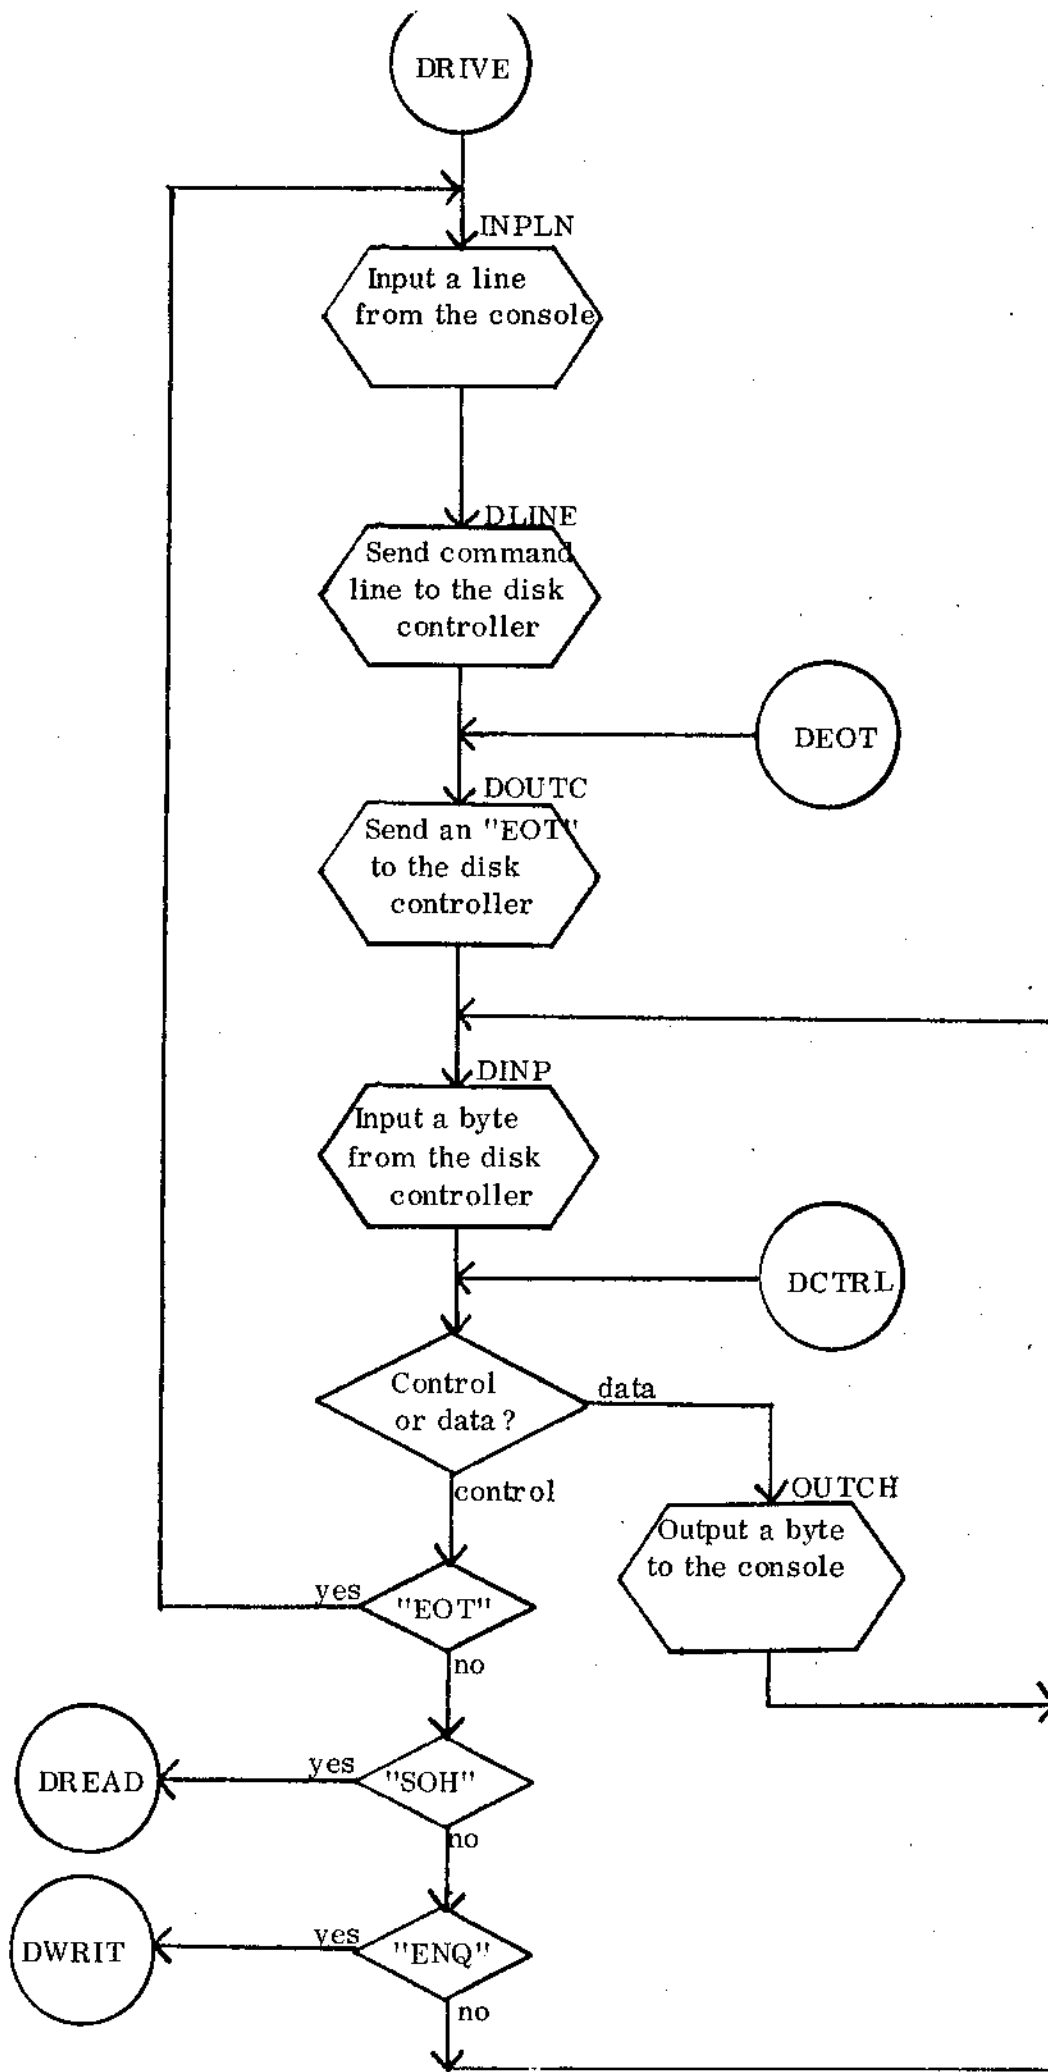 DRIVE
INPLN
Input a line
from the console
DLINE
Send command
line to the disk
controller
DEOT
DOUTC
Send an "EOT"
to the disk
controller
DINP
Input a byte
from the disk
controller
DCTRL
Control
or data?
data
control
OUTCH
Output a byte
to the console
yes
"EOT"
no
DREAD
yes
"SOH"
no
DWRIT
yes
"ENQ"
no